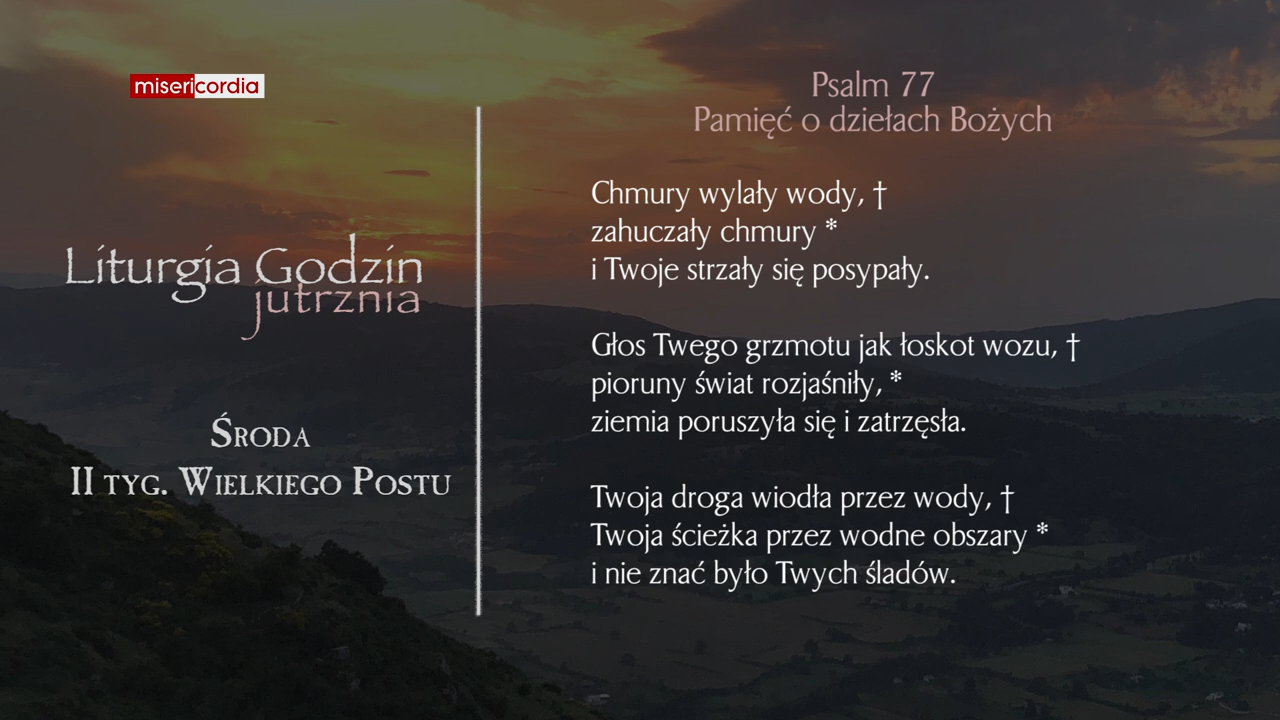 misericordia
Liturgia Godzin
jutrznia
Środa
II tyg. Wielkiego Postu
Psalm 77
Pamięć o dziełach Bożych
Chmury wylały wody, †
zahuczały chmury *
i Twoje strzały się posypały.
Głos Twego grzmotu jak łoskot wozu, †
pioruny świat rozjaśniły, *
ziemia poruszyła się i zatrzęsła.
Twoja droga wiodła przez wody, †
Twoja ścieżka przez wodne obszary *
i nie znać było Twych śladów.